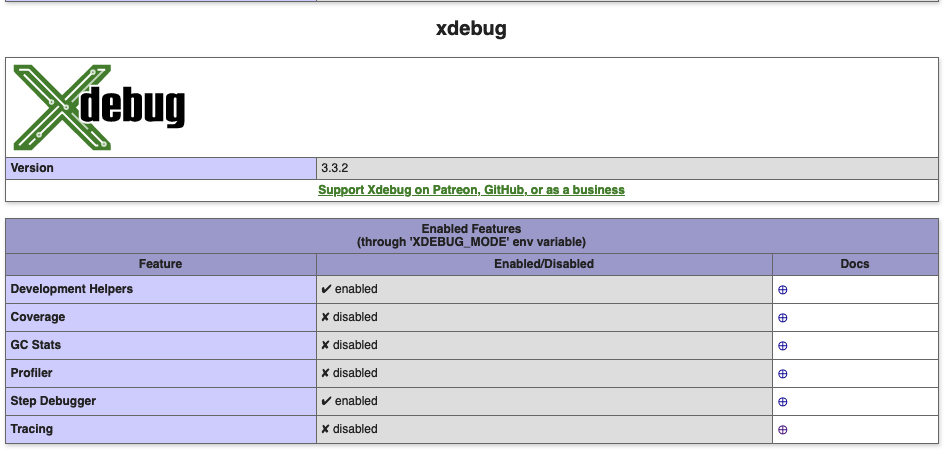 xdebug
Xdebug
Version 3.3.2
Support Xdebug on Patreon, GitHub, or as a business
Enabled Features
(through 'XDEBUG_MODE' env variable)
Feature Enabled/Disabled Docs
Development Helpers ✔ enabled ⊕
Coverage ✘ disabled ⊕
GC Stats ✘ disabled ⊕
Profiler ✘ disabled ⊕
Step Debugger ✔ enabled ⊕
Tracing ✘ disabled ⊕